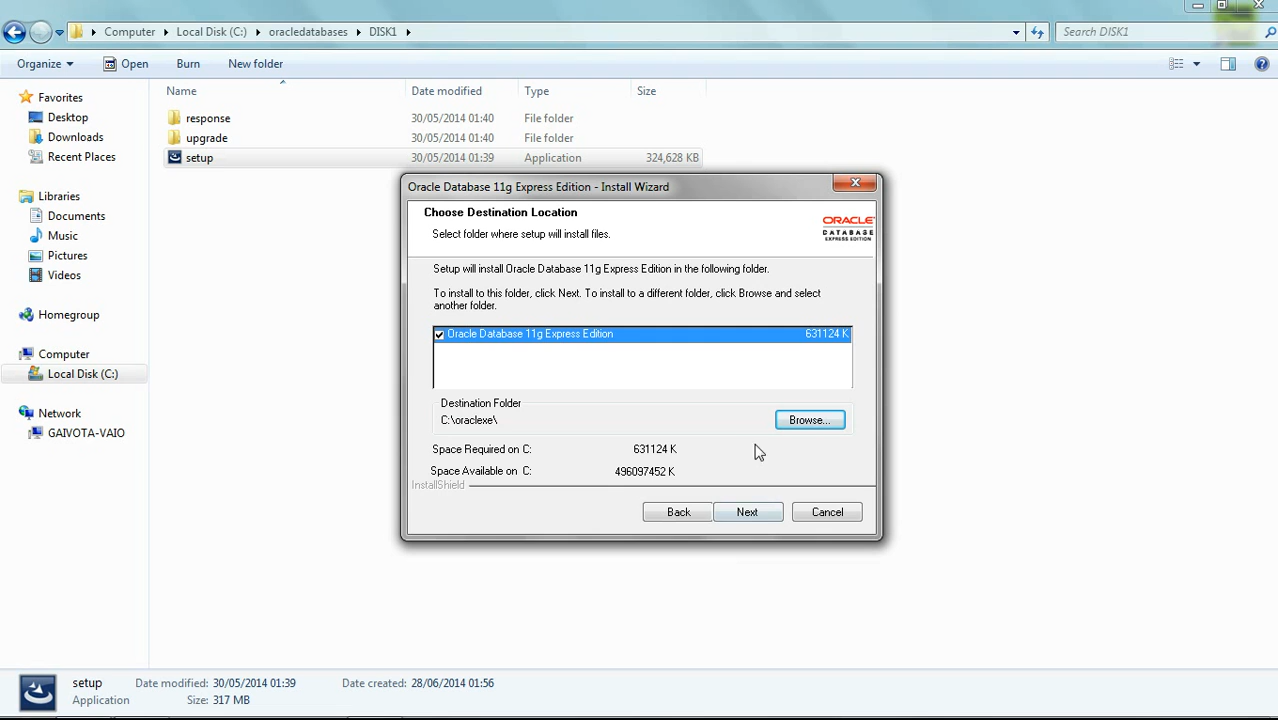 Computer Local Disk (C:) oracledatabases DISK1 Search DISK1
Organize Open Burn New folder
Name Date modified Type Size
response 30/05/2014 01:40 File folder
upgrade 30/05/2014 01:40 File folder
setup 30/05/2014 01:39 Application 324,628 KB
Favorites
Desktop
Downloads
Recent Places
Libraries
Documents
Music
Pictures
Videos
Homegroup
Computer
Local Disk (C:)
Network
GAIVOTA-VAIO
Oracle Database 11g Express Edition - Install Wizard
Choose Destination Location
Select folder where setup will install files.
ORACLE
DATABASE
EXPRESS EDITION
Setup will install Oracle Database 11g Express Edition in the following folder.
To install to this folder, click Next. To install to a different folder, click Browse and select
another folder.
Oracle Database 11g Express Edition 631124 K
Destination Folder
C:\oraclexe\ Browse...
Space Required on C: 631124 K
Space Available on C: 496097452 K
InstallShield
Back Next Cancel
setup Date modified: 30/05/2014 01:39 Date created: 28/06/2014 01:56
Application Size: 317 MB